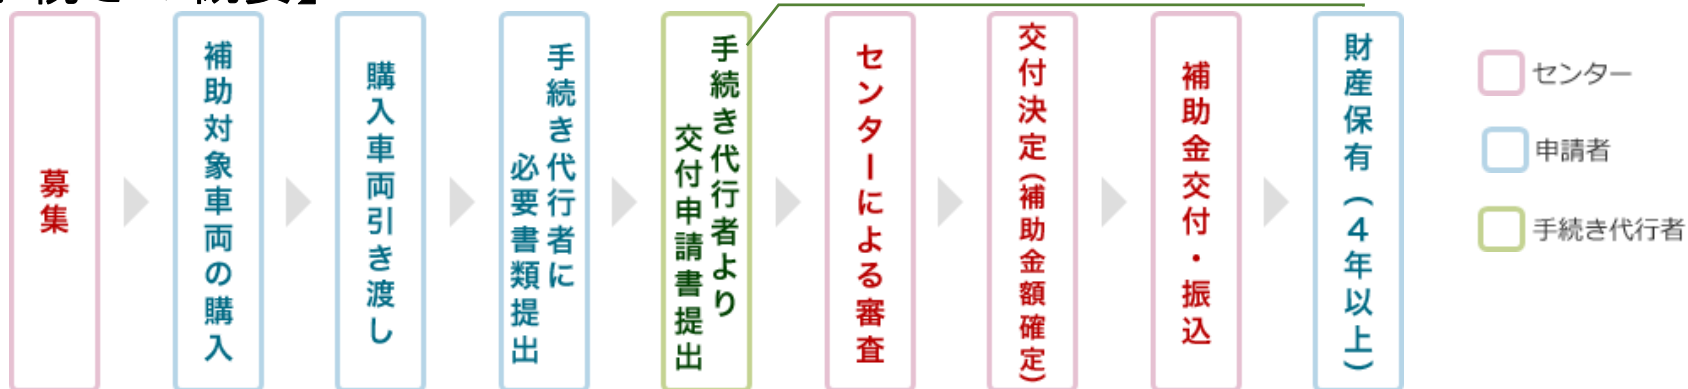 募集
補助対象車両の購入
購入車両引き渡し
手続き代行者に
必要書類提出
手続き代行者より
交付申請書提出
センターによる審査
交付決定(補助金額確定)
補助金交付・振込
財産保有(4年以上)
センター
申請者
手続き代行者